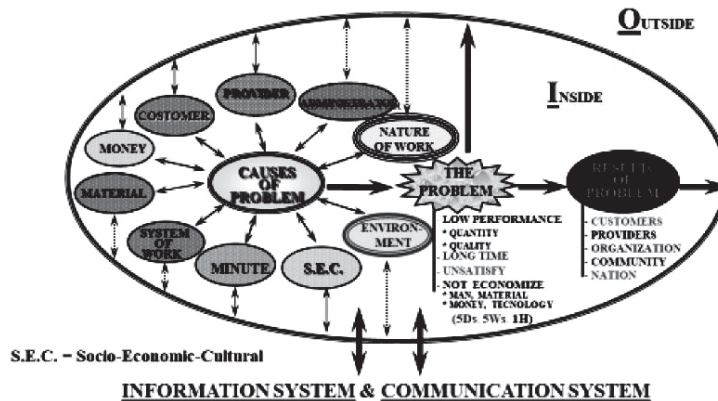 OUTSIDE
INSIDE
PROVIDER
ADMINISTRATOR
COSTOMER
NATURE
OF WORK
MONEY
CAUSES
OF
PROBLEM
THE
PROBLEM
RESULTS
OF
PROBLEM
MATERIAL
SYSTEM
OF
WORK
MINUTE
S.E.C.
ENVIRON-
MENT
LOW PERFORMANCE
* QUANTITY
* QUALITY
- LONG TIME
- UNSATISFY
- NOT ECONOMIZE
* MAN, MATERIAL
* MONEY, TECNOLOGY
(5Ds 5Ws 1H)
- CUSTOMERS
- PROVIDERS
- ORGANIZATION
- COMMUNITY
- NATION
S.E.C. = Socio-Economic-Cultural
INFORMATION SYSTEM & COMMUNICATION SYSTEM